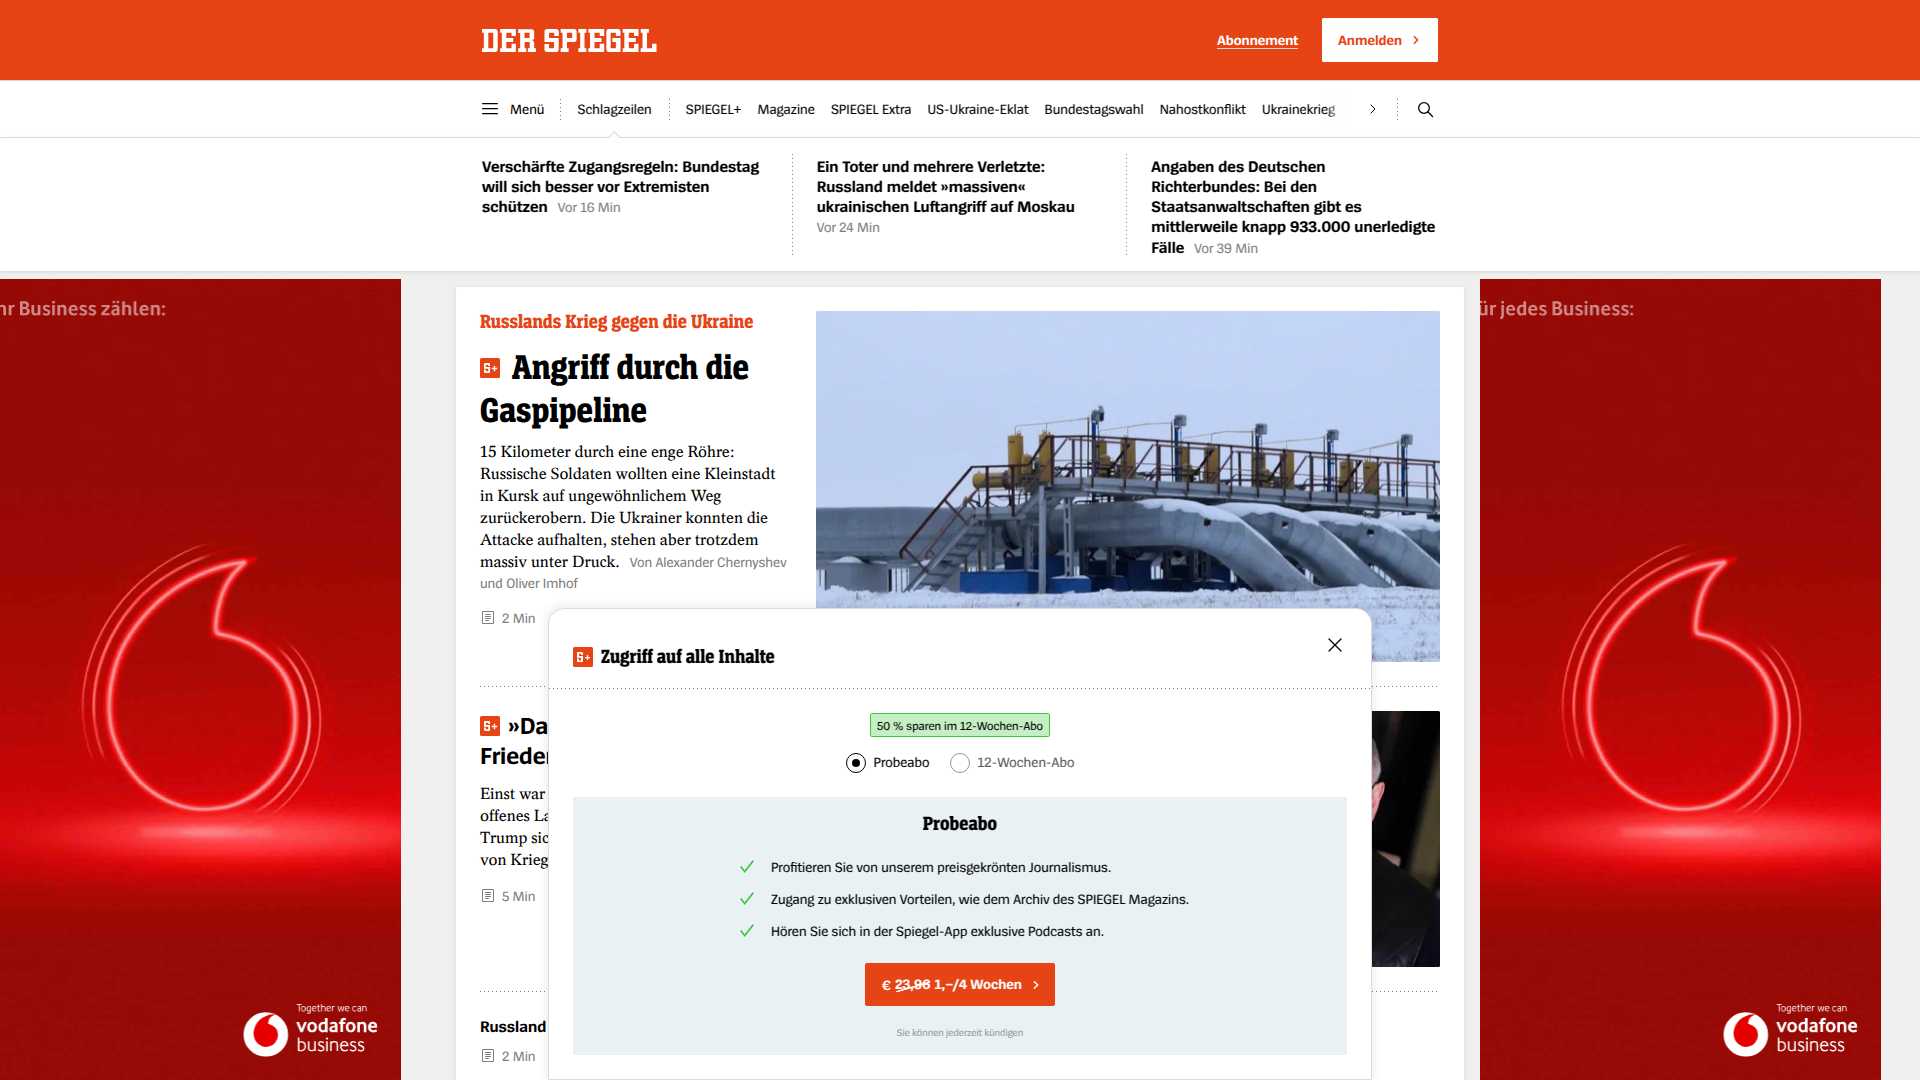 DER SPIEGEL
Abonnement
Anmelden
Menü
Schlagzeilen
SPIEGEL+
Magazine
SPIEGEL Extra
US-Ukraine-Eklat
Bundestagswahl
Nahostkonflikt
Ukrainekrieg
Verschärfte Zugangsregeln: Bundestag
will sich besser vor Extremisten
schützen Vor 16 Min
Ein Toter und mehrere Verletzte:
Russland meldet »massiven«
ukrainischen Luftangriff auf Moskau
Vor 24 Min
Angaben des Deutschen
Richterbundes: Bei den
Staatsanwaltschaften gibt es
mittlerweile knapp 933.000 unerledigte
Fälle Vor 39 Min
hr Business zählen:
ür jedes Business:
Russlands Krieg gegen die Ukraine
S+ Angriff durch die
Gaspipeline
15 Kilometer durch eine enge Röhre:
Russische Soldaten wollten eine Kleinstadt
in Kursk auf ungewöhnlichem Weg
zurückerobern. Die Ukrainer konnten die
Attacke aufhalten, stehen aber trotzdem
massiv unter Druck. Von Alexander Chernyshev
und Oliver Imhof
2 Min
S+ »Da
Frieden
Einst war
offenes La
Trump sic
von Krieg
5 Min
Russland
2 Min
S+ Zugriff auf alle Inhalte
50 % sparen im 12-Wochen-Abo
Probeabo
12-Wochen-Abo
Probeabo
Profitieren Sie von unserem preisgekrönten Journalismus.
Zugang zu exklusiven Vorteilen, wie dem Archiv des SPIEGEL Magazins.
Hören Sie sich in der Spiegel-App exklusive Podcasts an.
€ 23,96 1,–/4 Wochen
Sie können jederzeit kündigen
Together we can
vodafone
business
Together we can
vodafone
business